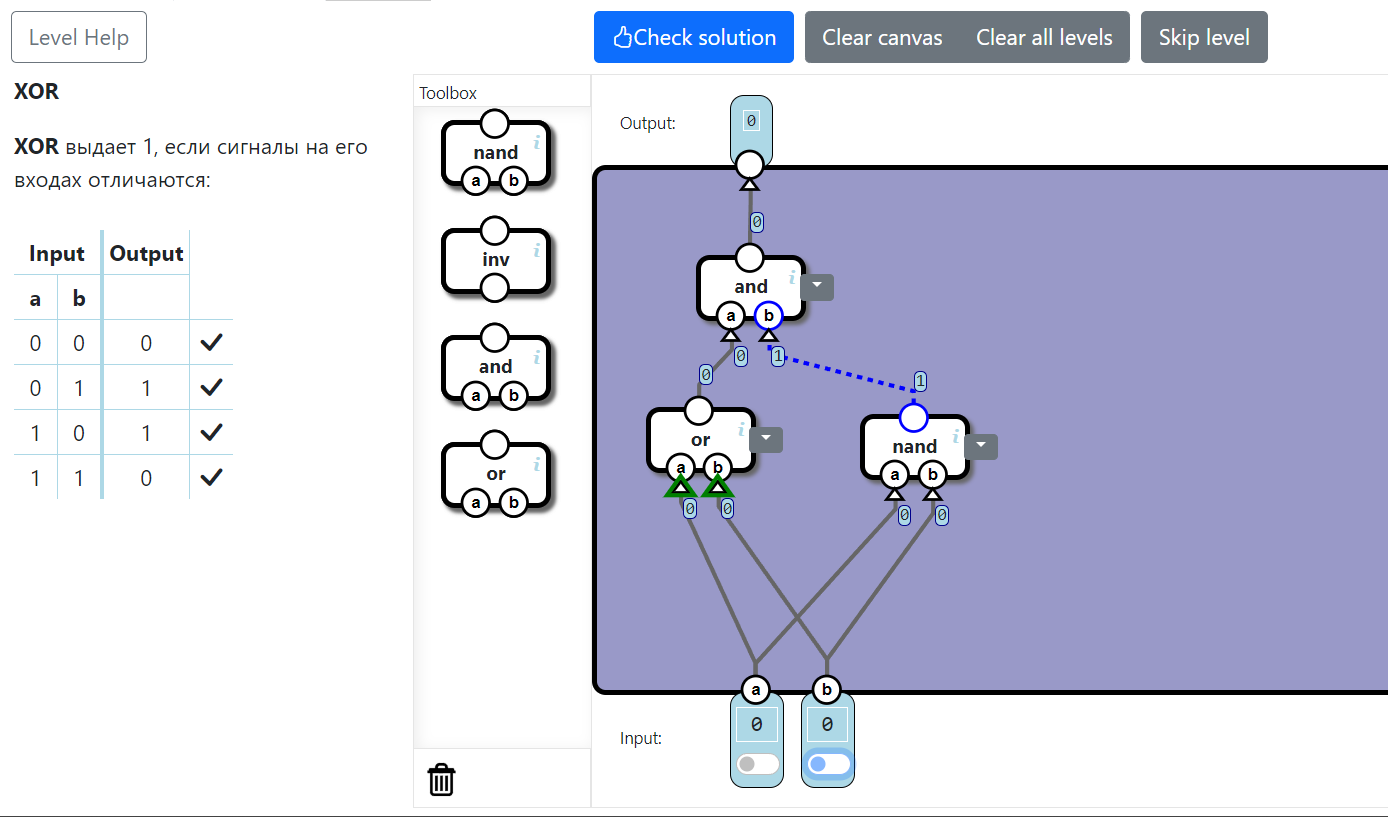 Level Help
Check solution
Clear canvas
Clear all levels
Skip level
XOR
XOR выдает 1, если сигналы на его
входах отличаются:
Input Output
a b
0 0 0
0 1 1
1 0 1
1 1 0
Toolbox
nand
a b
inv
and
a b
or
a b
Output:
0
0
and
a b
0 1
0 1
or
a b
nand
a b
0 0
0 0
a b
Input:
0 0